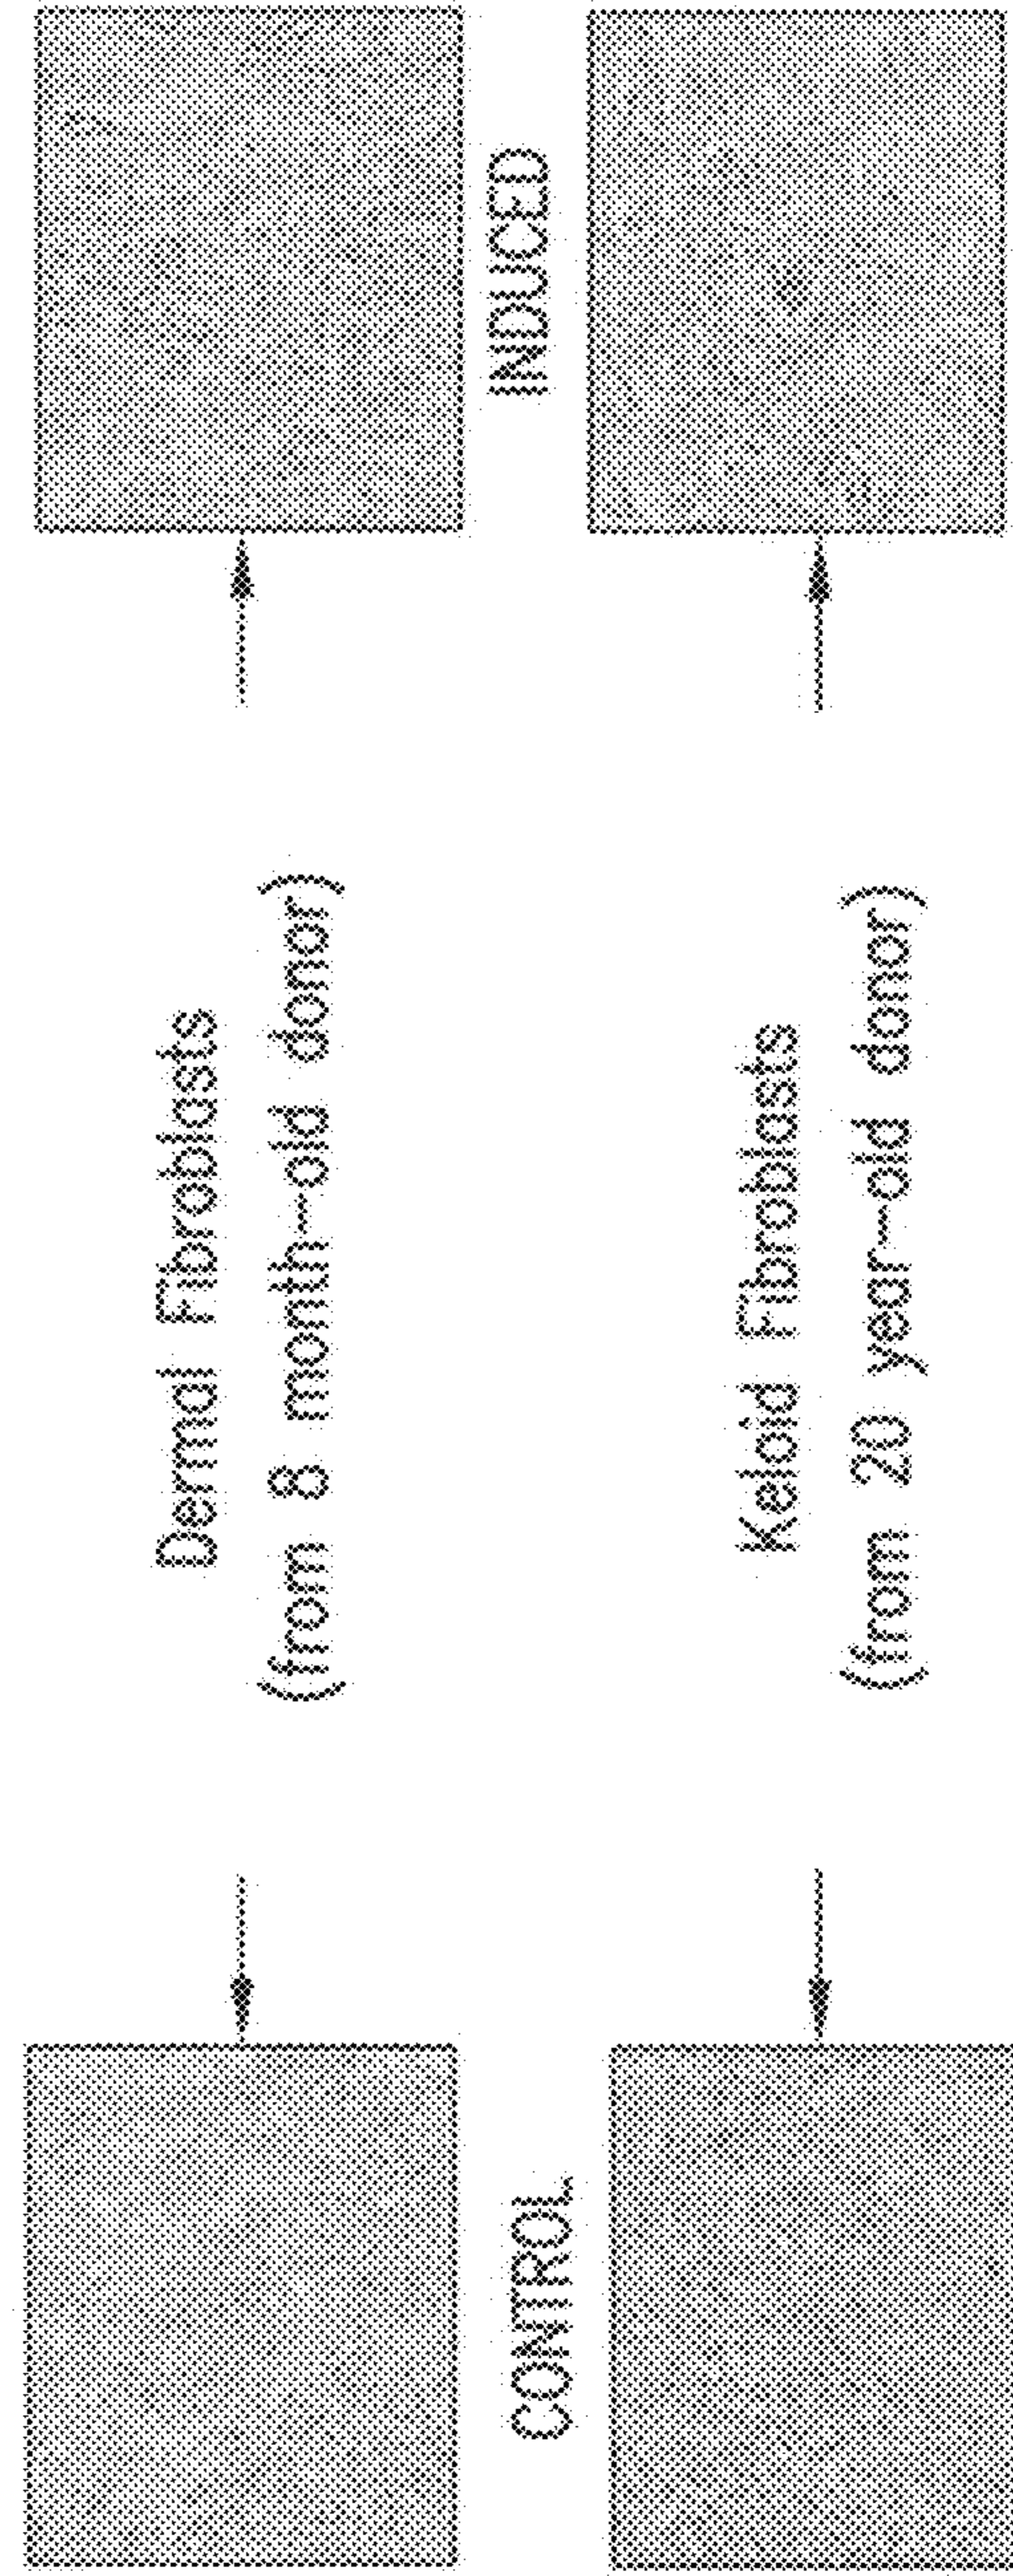 Dermal Fibroblasts
(from 8 month-old donor)
CONTROL
INDUCED
Keloid Fibroblasts
(from 20 year-old donor)